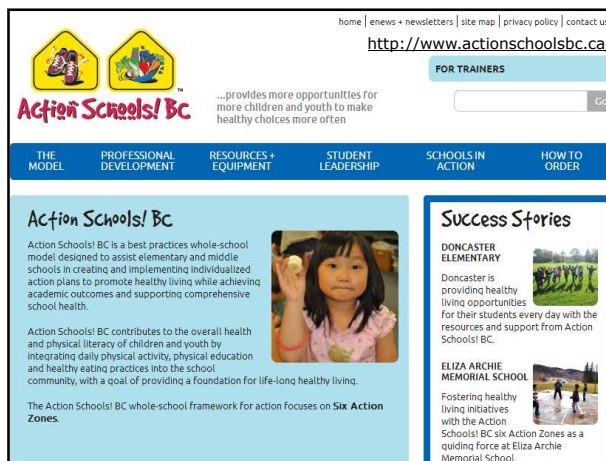 home | enews + newsletters | site map | privacy policy | contact us
http://www.actionschoolsbc.ca
FOR TRAINERS
Action Schools! BC
™
...provides more opportunities for
more children and youth to make
healthy choices more often
Go
THE
MODEL
PROFESSIONAL
DEVELOPMENT
RESOURCES +
EQUIPMENT
STUDENT
LEADERSHIP
SCHOOLS IN
ACTION
HOW TO
ORDER
Action Schools! BC
Action Schools! BC is a best practices whole-school
model designed to assist elementary and middle
schools in creating and implementing individualized
action plans to promote healthy living while achieving
academic outcomes and supporting comprehensive
school health.
Action Schools! BC contributes to the overall health
and physical literacy of children and youth by
integrating daily physical activity, physical education
and healthy eating practices into the school
community, with a goal of providing a foundation for life-long healthy living.
The Action Schools! BC whole-school framework for action focuses on Six Action
Zones.
Success Stories
DONCASTER
ELEMENTARY
Doncaster is
providing healthy
living opportunities
for their students every day with the
resources and support from Action
Schools! BC.
ELIZA ARCHIE
MEMORIAL SCHOOL
Fostering healthy
living initiatives
with the Action
Schools! BC six Action Zones as a
guiding force at Eliza Archie
Memorial School.